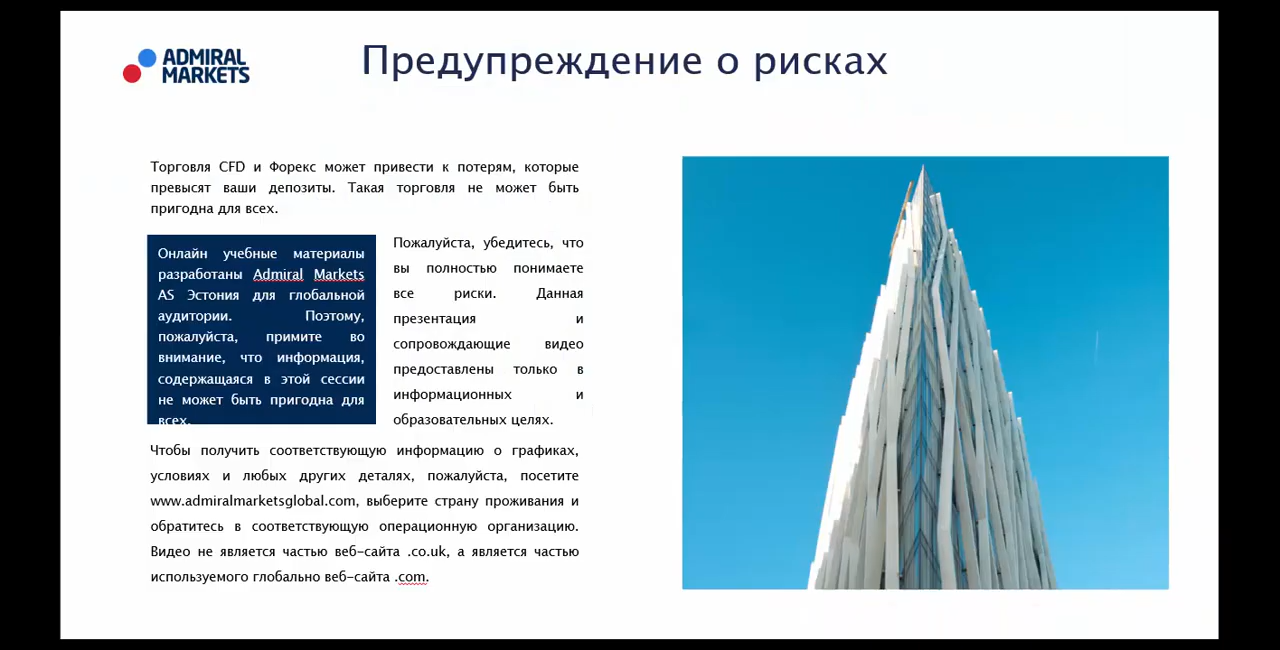 ADMIRAL
MARKETS
Предупреждение о рисках
Торговля CFD и Форекс может привести к потерям, которые
превысят ваши депозиты. Такая торговля не может быть
пригодна для всех.
Онлайн учебные материалы
разработаны Admiral Markets
AS Эстония для глобальной
аудитории. Поэтому,
пожалуйста, примите во
внимание, что информация,
содержащаяся в этой сессии
не может быть пригодна для
всех.
Пожалуйста, убедитесь, что
вы полностью понимаете
все риски. Данная
презентация и
сопровождающие видео
предоставлены только в
информационных и
образовательных целях.
Чтобы получить соответствующую информацию о графиках,
условиях и любых других деталях, пожалуйста, посетите
www.admiralmarketsglobal.com, выберите страну проживания и
обратитесь в соответствующую операционную организацию.
Видео не является частью веб-сайта .co.uk, а является частью
используемого глобально веб-сайта .com.